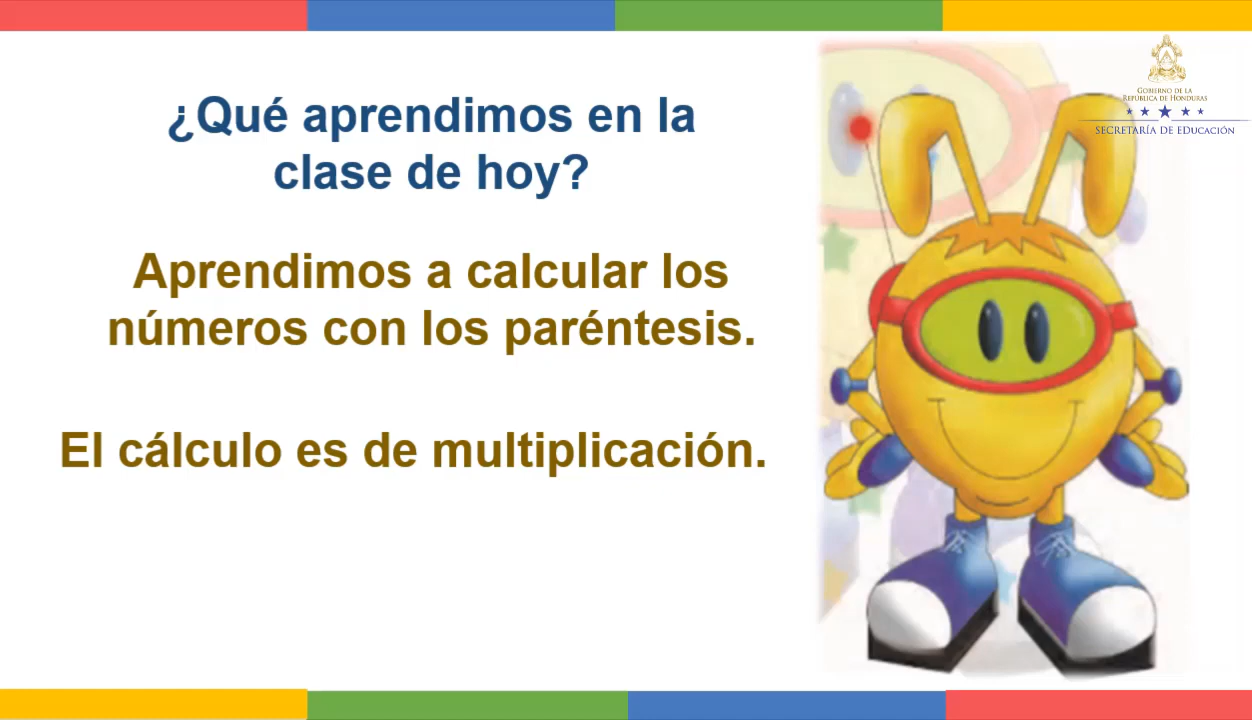 ¿Qué aprendimos en la
clase de hoy?
Aprendimos a calcular los
números con los paréntesis.
El cálculo es de multiplicación.
GOBIERNO DE LA
REPÚBLICA DE HONDURAS
SECRETARÍA DE EDUCACIÓN